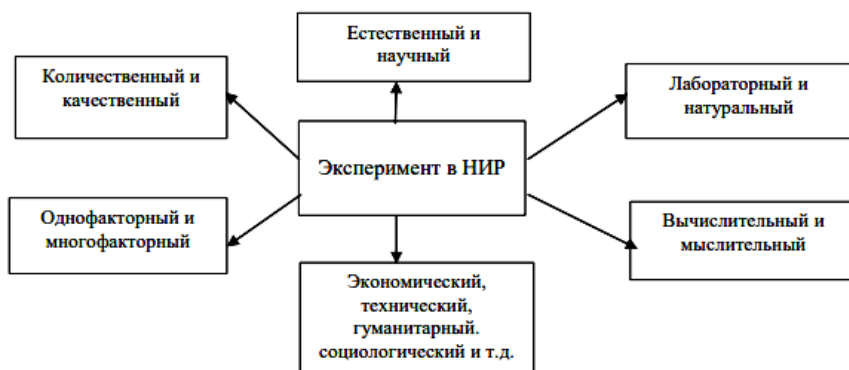 Естественный и
научный
Количественный и
качественный
Лабораторный и
натуральный
Эксперимент в НИР
Однофакторный и
многофакторный
Вычислительный и
мыслительный
Экономический,
технический,
гуманитарный.
социологический и т.д.